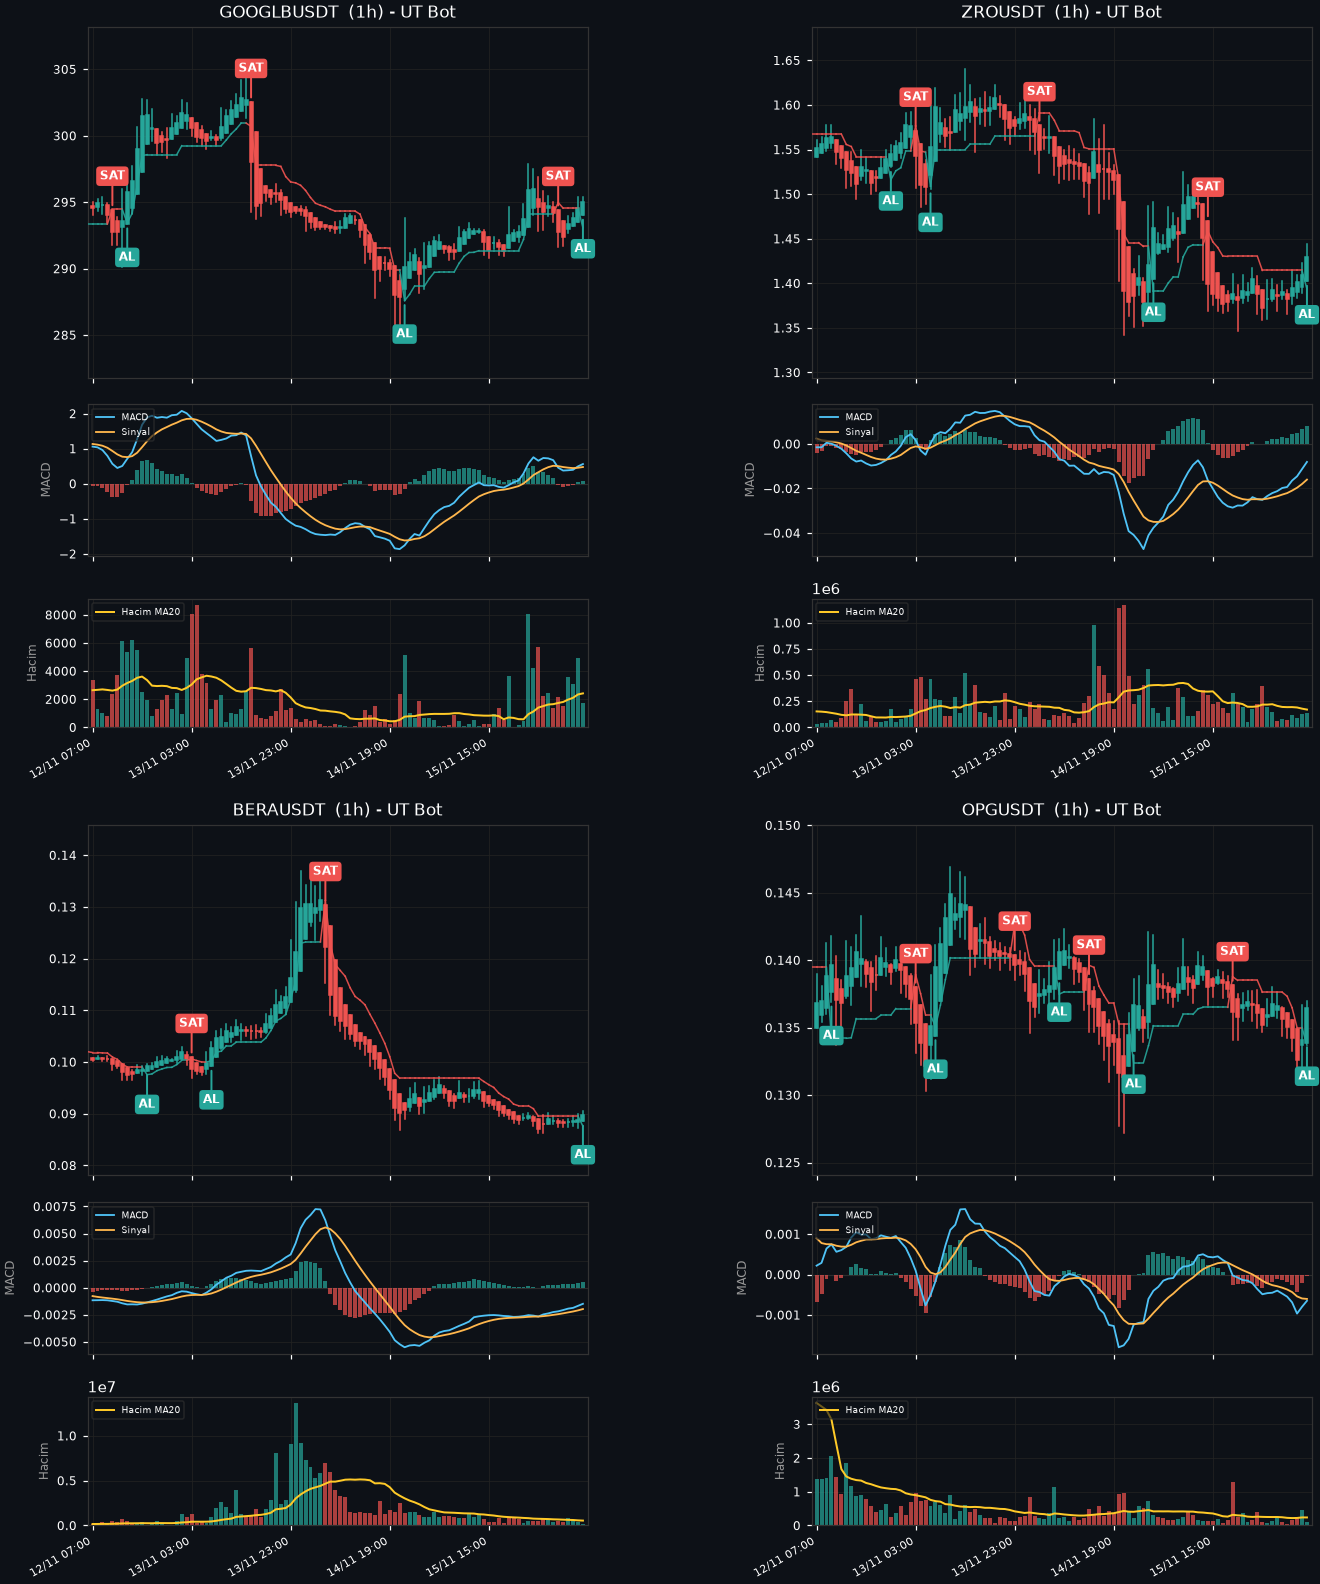 GOOGLBUSDT  (1h) - UT Bot
305
300
295
290
285
SAT
AL
SAT
AL
SAT
AL
MACD
Sinyal
2
1
0
−1
−2
MACD
Hacim MA20
8000
6000
4000
2000
0
Hacim
12/11 07:00
13/11 03:00
13/11 23:00
14/11 19:00
15/11 15:00
ZROUSDT  (1h) - UT Bot
1.65
1.60
1.55
1.50
1.45
1.40
1.35
1.30
AL
SAT
AL
SAT
AL
SAT
AL
MACD
Sinyal
0.00
−0.02
−0.04
MACD
1e6
Hacim MA20
1.00
0.75
0.50
0.25
0.00
Hacim
12/11 07:00
13/11 03:00
13/11 23:00
14/11 19:00
15/11 15:00
BERAUSDT  (1h) - UT Bot
0.14
0.13
0.12
0.11
0.10
0.09
0.08
AL
SAT
AL
SAT
AL
MACD
Sinyal
0.0075
0.0050
0.0025
0.0000
−0.0025
−0.0050
MACD
1e7
Hacim MA20
1.0
0.5
0.0
Hacim
12/11 07:00
13/11 03:00
13/11 23:00
14/11 19:00
15/11 15:00
OPGUSDT  (1h) - UT Bot
0.150
0.145
0.140
0.135
0.130
0.125
AL
SAT
AL
SAT
AL
SAT
AL
SAT
AL
MACD
Sinyal
0.001
0.000
−0.001
MACD
1e6
Hacim MA20
3
2
1
0
Hacim
12/11 07:00
13/11 03:00
13/11 23:00
14/11 19:00
15/11 15:00